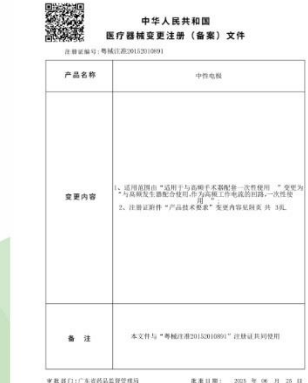 中华人民共和国
医疗器械变更注册（备案）文件
注册证编号：粤械注准20152010891
产品名称
中性电极
变更内容
1、适用范围由“适用于与高频手术器配套一次性使用 ”变更为
“与高频发生器配合使用，作为高频工作电流的回路，一次性使
用 ”。
2、注册证附件“产品技术要求”变更内容见附页 共 3页。
备 注
本文件与“粤械注准20152010891”注册证共同使用
审批部门：广东省药品监督管理局
批准日期： 2025 年 06 月